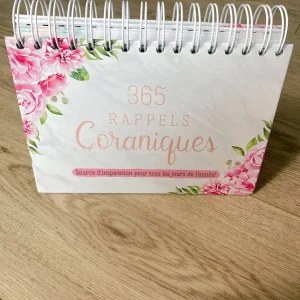 365
RAPPELS
Coraniques
Source d'inspiration pour tous les jours de l'année